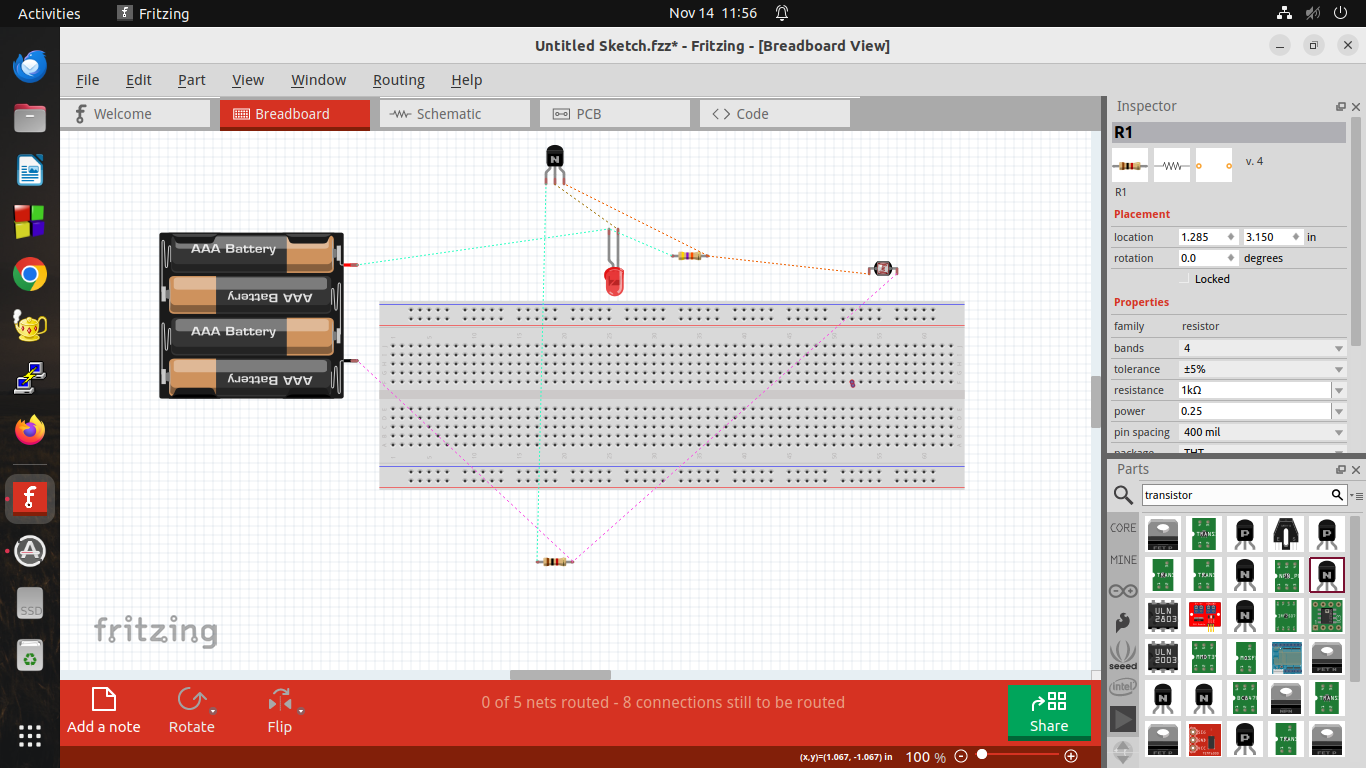 Activities
Fritzing
Nov 14 11:56
Untitled Sketch.fzz* - Fritzing - [Breadboard View]
File Edit Part View Window Routing Help
Welcome
Breadboard
Schematic
PCB
Code
AAA Battery
AAA Battery
AAA Battery
AAA Battery
N
fritzing
SSD
Inspector
R1
v. 4
R1
Placement
location 1.285 3.150 in
rotation 0.0 degrees
Locked
Properties
family resistor
bands 4
tolerance ±5%
resistance 1kΩ
power 0.25
pin spacing 400 mil
Parts
transistor
CORE
MINE
seeed
intel
ULN
2803
ULN
2003
Add a note
Rotate
Flip
0 of 5 nets routed - 8 connections still to be routed
Share
(x,y)=(1.067, -1.067) in 100 %